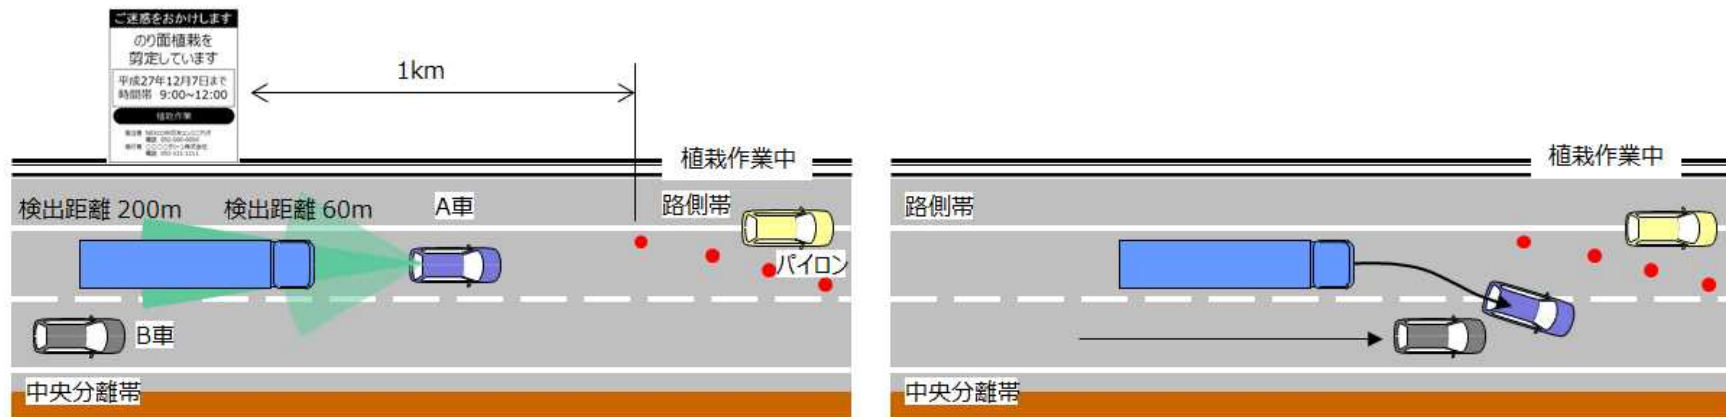 ご迷惑をおかけします
のり面植栽を
剪定しています
平成27年12月7日まで
時間帯 9:00~12:00
植栽作業
1km
植栽作業中
検出距離 200m
検出距離 60m
A車
路側帯
パイロン
B車
中央分離帯
植栽作業中
路側帯
中央分離帯